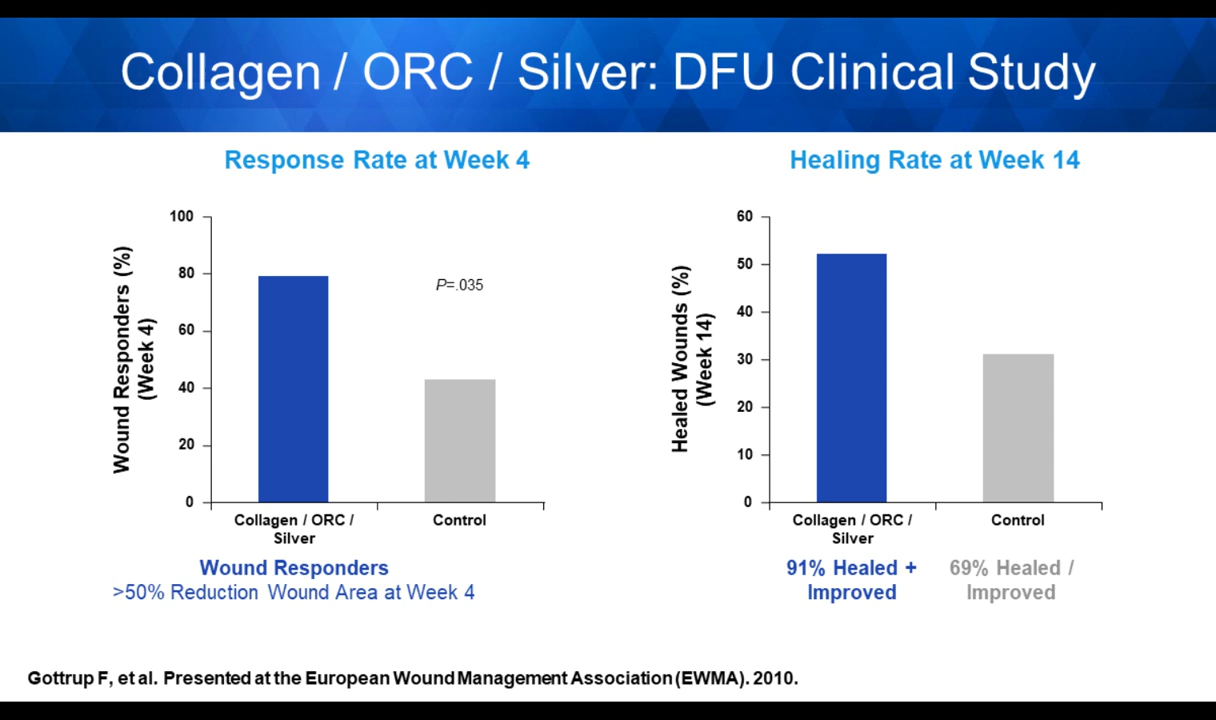 Collagen / ORC / Silver: DFU Clinical Study
Response Rate at Week 4
Wound Responders (%)
(Week 4)
100
80
60
40
20
0
P=.035
Collagen / ORC /
Silver
Control
Wound Responders
>50% Reduction Wound Area at Week 4
Healing Rate at Week 14
Healed Wounds (%)
(Week 14)
60
50
40
30
20
10
0
Collagen / ORC /
Silver
Control
91% Healed +
Improved
69% Healed /
Improved
Gottrup F, et al. Presented at the European Wound Management Association (EWMA). 2010.